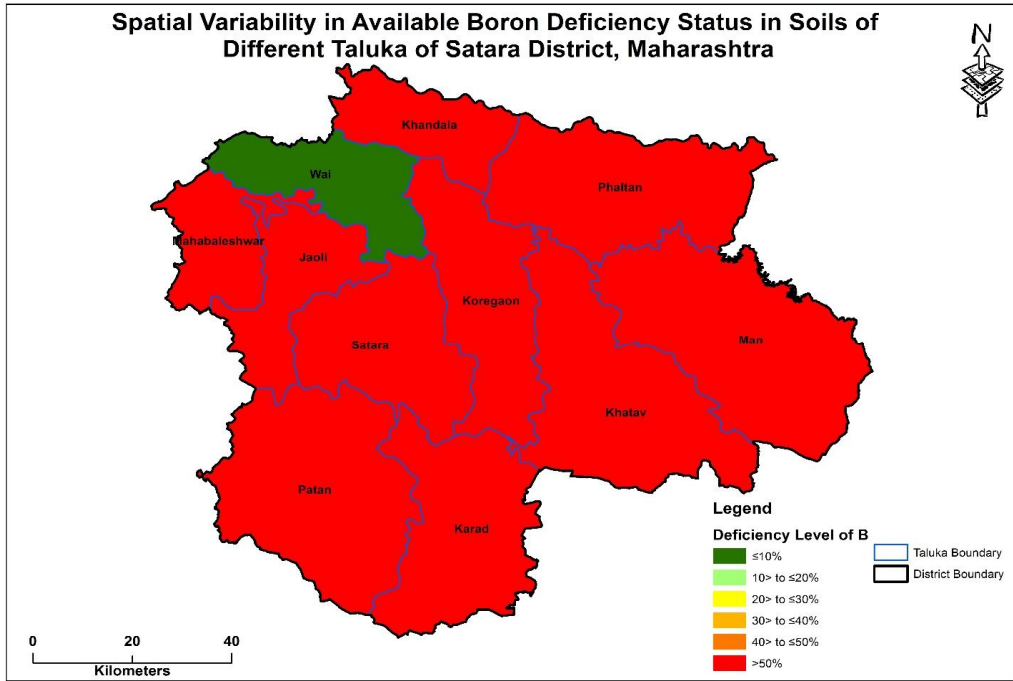 Spatial Variability in Available Boron Deficiency Status in Soils of
Different Taluka of Satara District, Maharashtra
N
Khandala
Wai
Phaltan
Mahabaleshwar
Jaoli
Koregaon
Satara
Man
Khatav
Patan
Karad
Legend
Deficiency Level of B
≤10%
10> to ≤20%
20> to ≤30%
30> to ≤40%
40> to ≤50%
>50%
Taluka Boundary
District Boundary
0 20 40
Kilometers